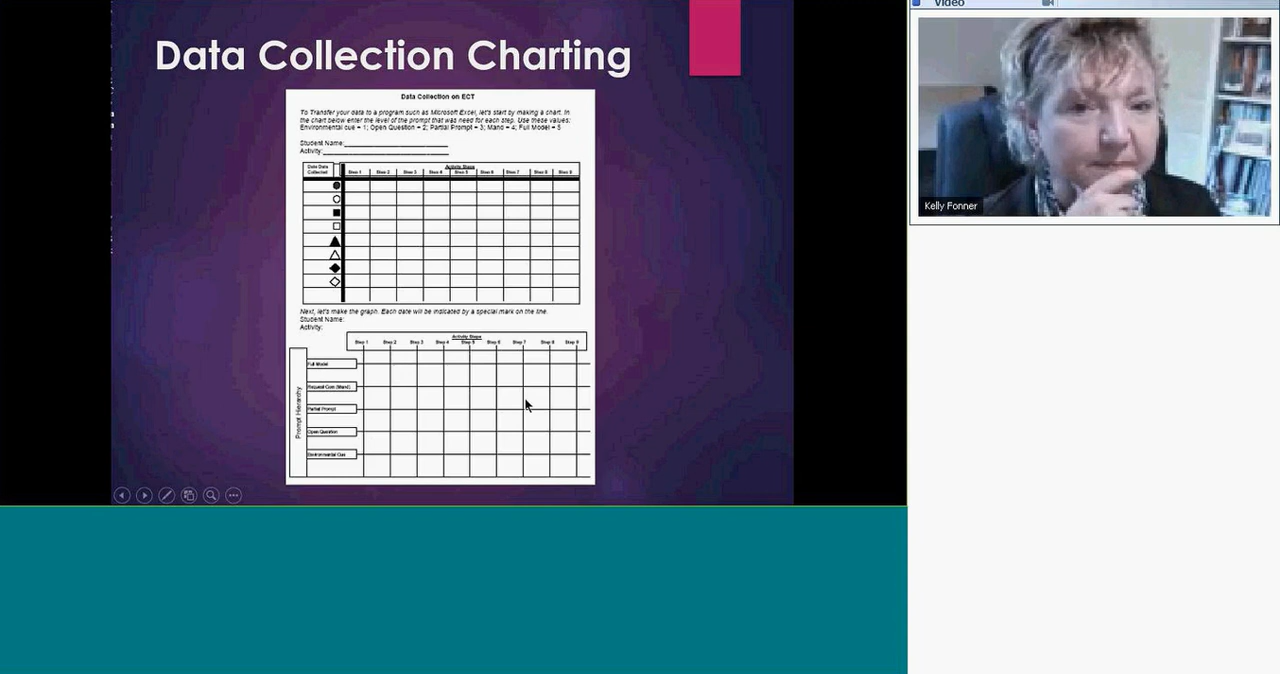 Data Collection Charting
Data Collection on ECT
To Transfer your data to a program such as Microsoft Excel, let's start by making a chart. In
the chart below enter the level of the prompt that was need for each step. Use these values:
Environmental cue = 1; Open Question = 2; Partial Prompt = 3; Mand = 4; Full Model = 5
Student Name:
Activity:
Date Data
Collected
Activity Steps
Step 1 Step 2 Step 3 Step 4 Step 5 Step 6 Step 7 Step 8 Step 9
Next, let's make the graph. Each date will be indicated by a special mark on the line.
Student Name:
Activity:
Activity Steps
Step 1 Step 2 Step 3 Step 4 Step 5 Step 6 Step 7 Step 8 Step 9
Prompt Hierarchy
Full Model
Request Cue (Mand)
Partial Prompt
Open Question
Environmental Cue
Video
Kelly Fonner